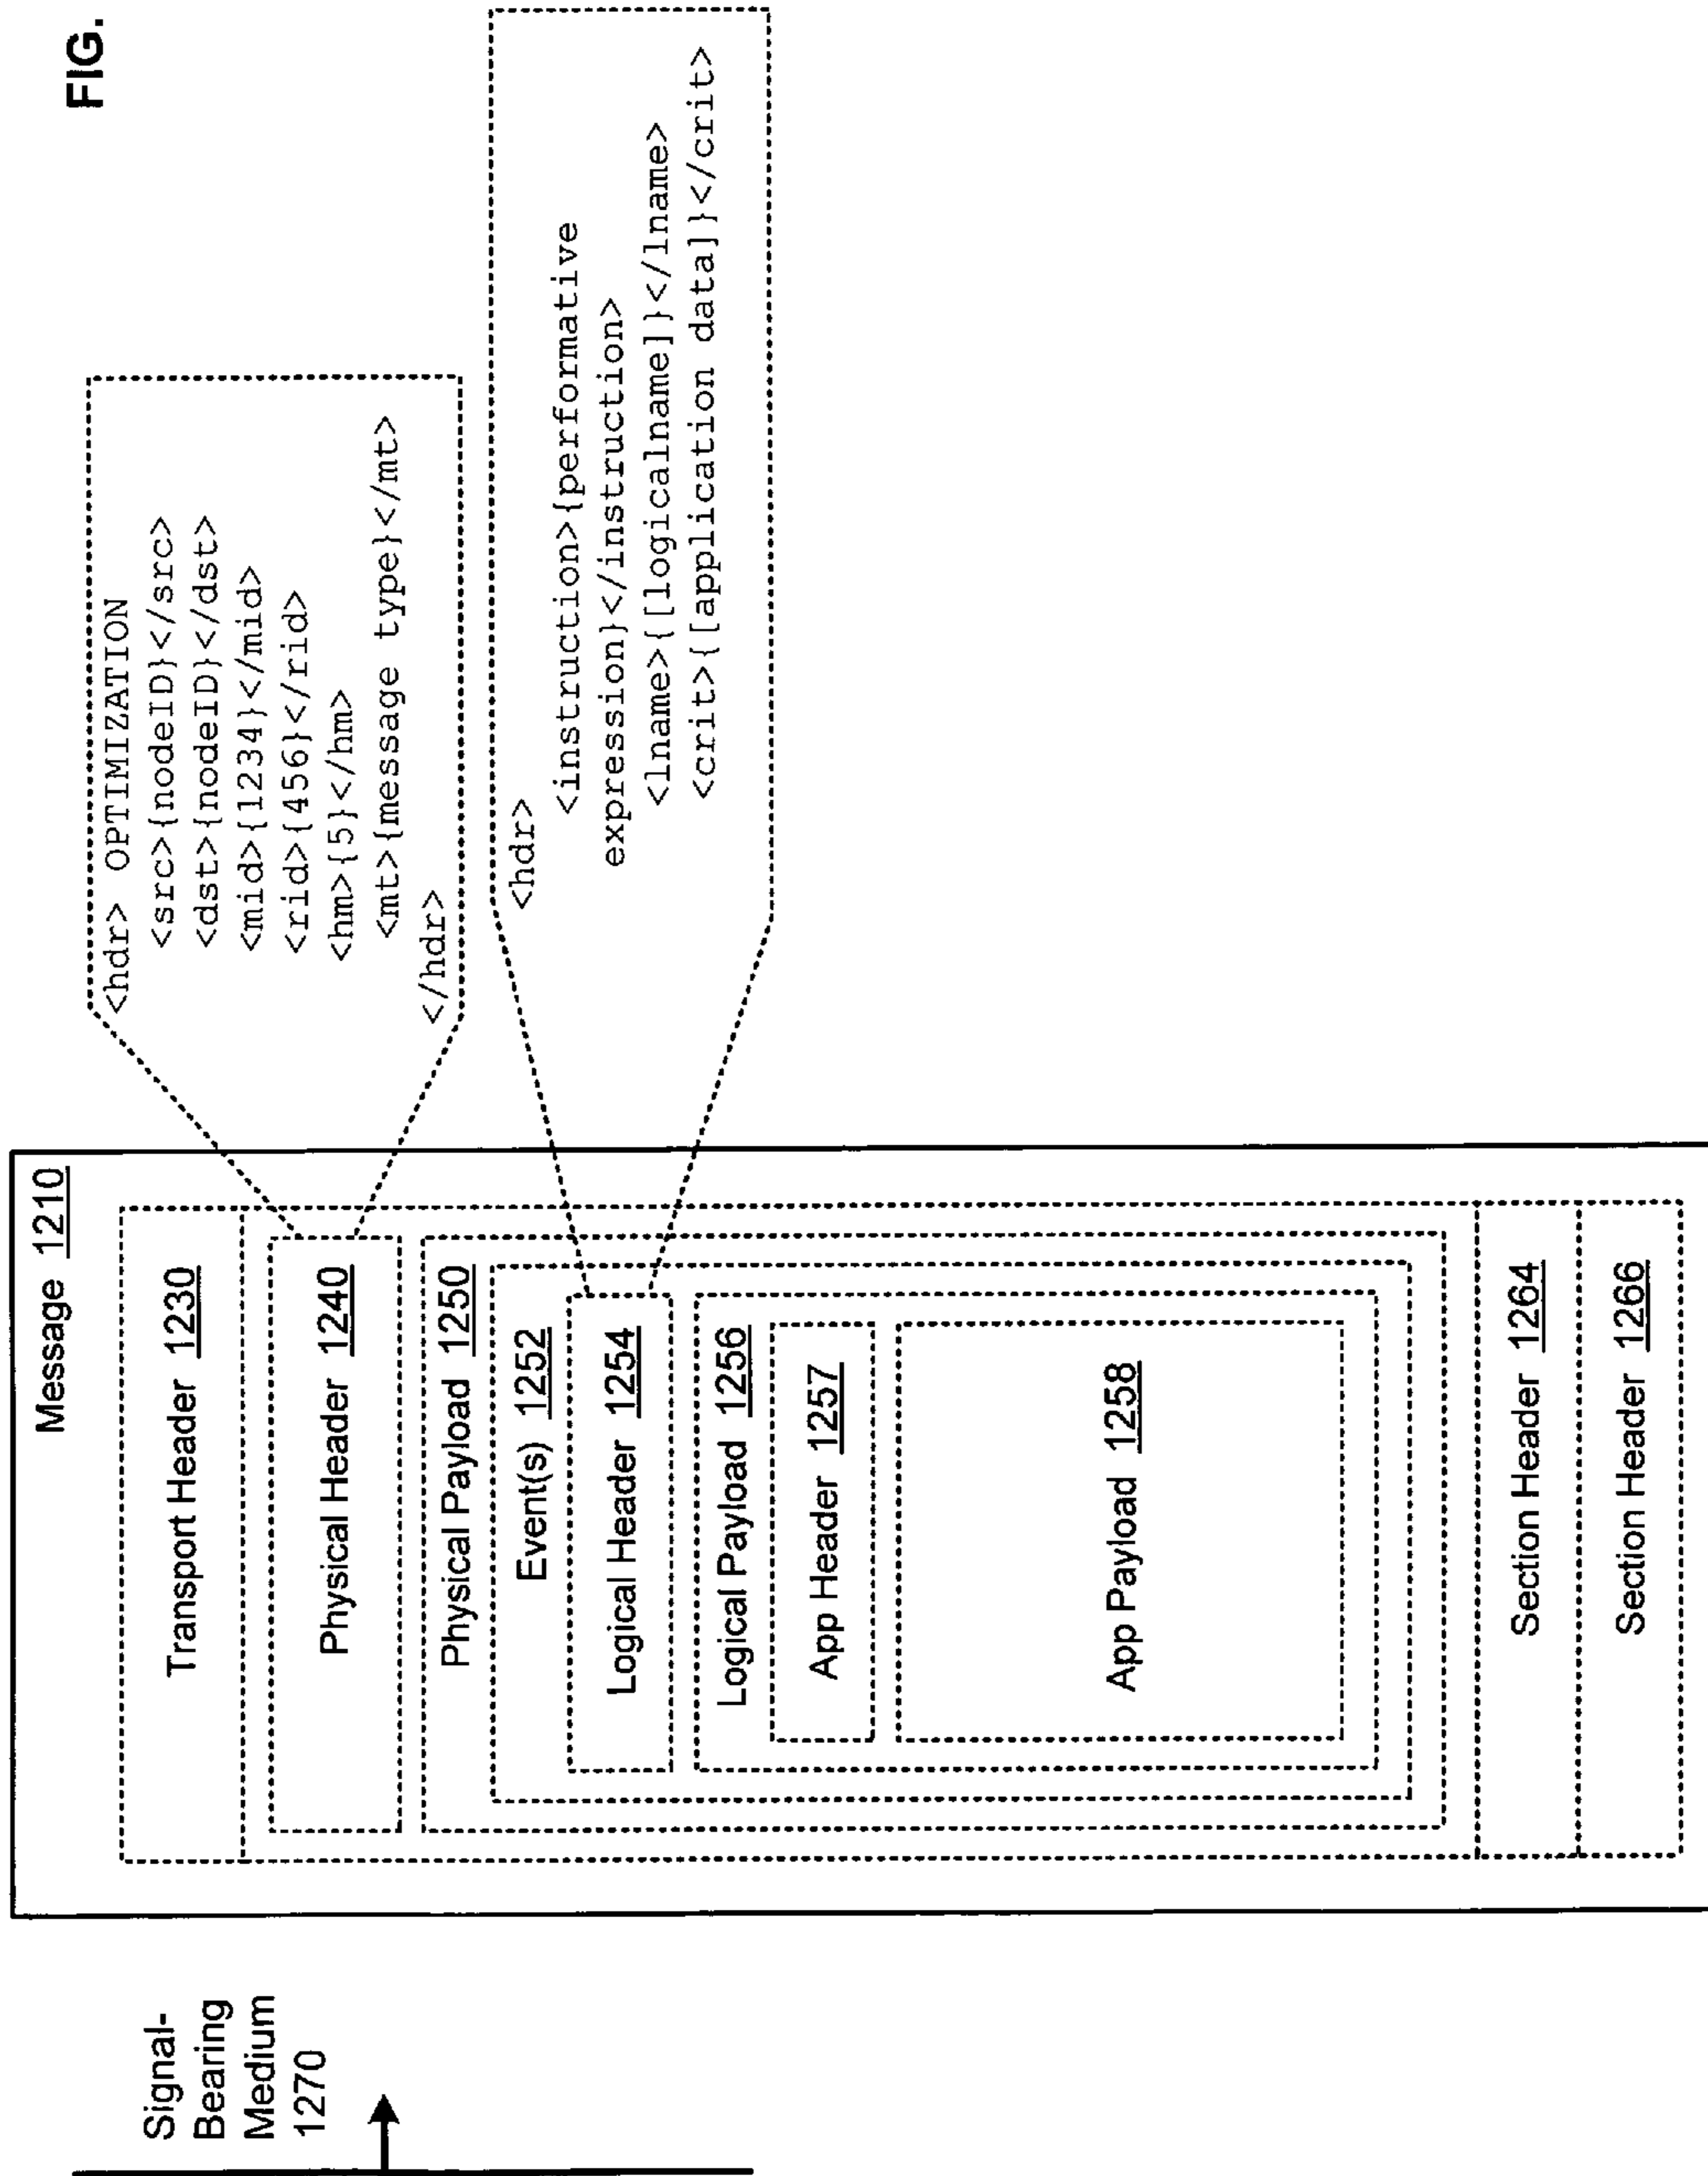 FIG.
Signal-
Bearing
Medium
1270
Message 1210
Transport Header 1230
Physical Header 1240
Physical Payload 1250
Event(s) 1252
Logical Header 1254
Logical Payload 1256
App Header 1257
App Payload 1258
Section Header 1264
Section Header 1266
<hdr> OPTIMIZATION
<src>{nodeID}</src>
<dst>{nodeID}</dst>
<mid>{1234}</mid>
<rid>{456}</rid>
<hm>{5}</hm>
<mt>{message type}</mt>
</hdr>
<hdr>
<instruction>{performative
expression}</instruction>
<lname>{[logicalname]}</lname>
<crit>{[application data]}</crit>